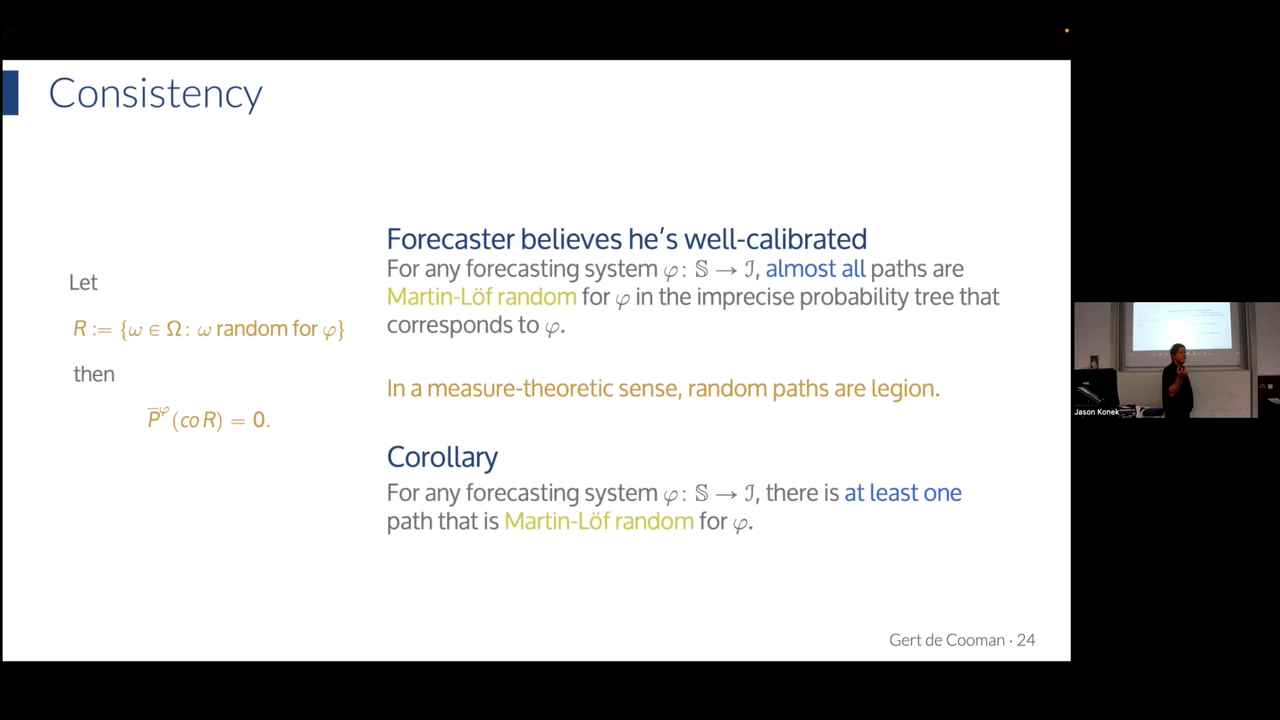 Consistency
Let
R := {ω ∈ Ω: ω random for φ}
then
P̅^φ(co R) = 0.
Forecaster believes he's well-calibrated
For any forecasting system φ: 𝕊 → ℐ, almost all paths are
Martin-Löf random for φ in the imprecise probability tree that
corresponds to φ.
In a measure-theoretic sense, random paths are legion.
Corollary
For any forecasting system φ: 𝕊 → ℐ, there is at least one
path that is Martin-Löf random for φ.
Gert de Cooman · 24
Jason Konek